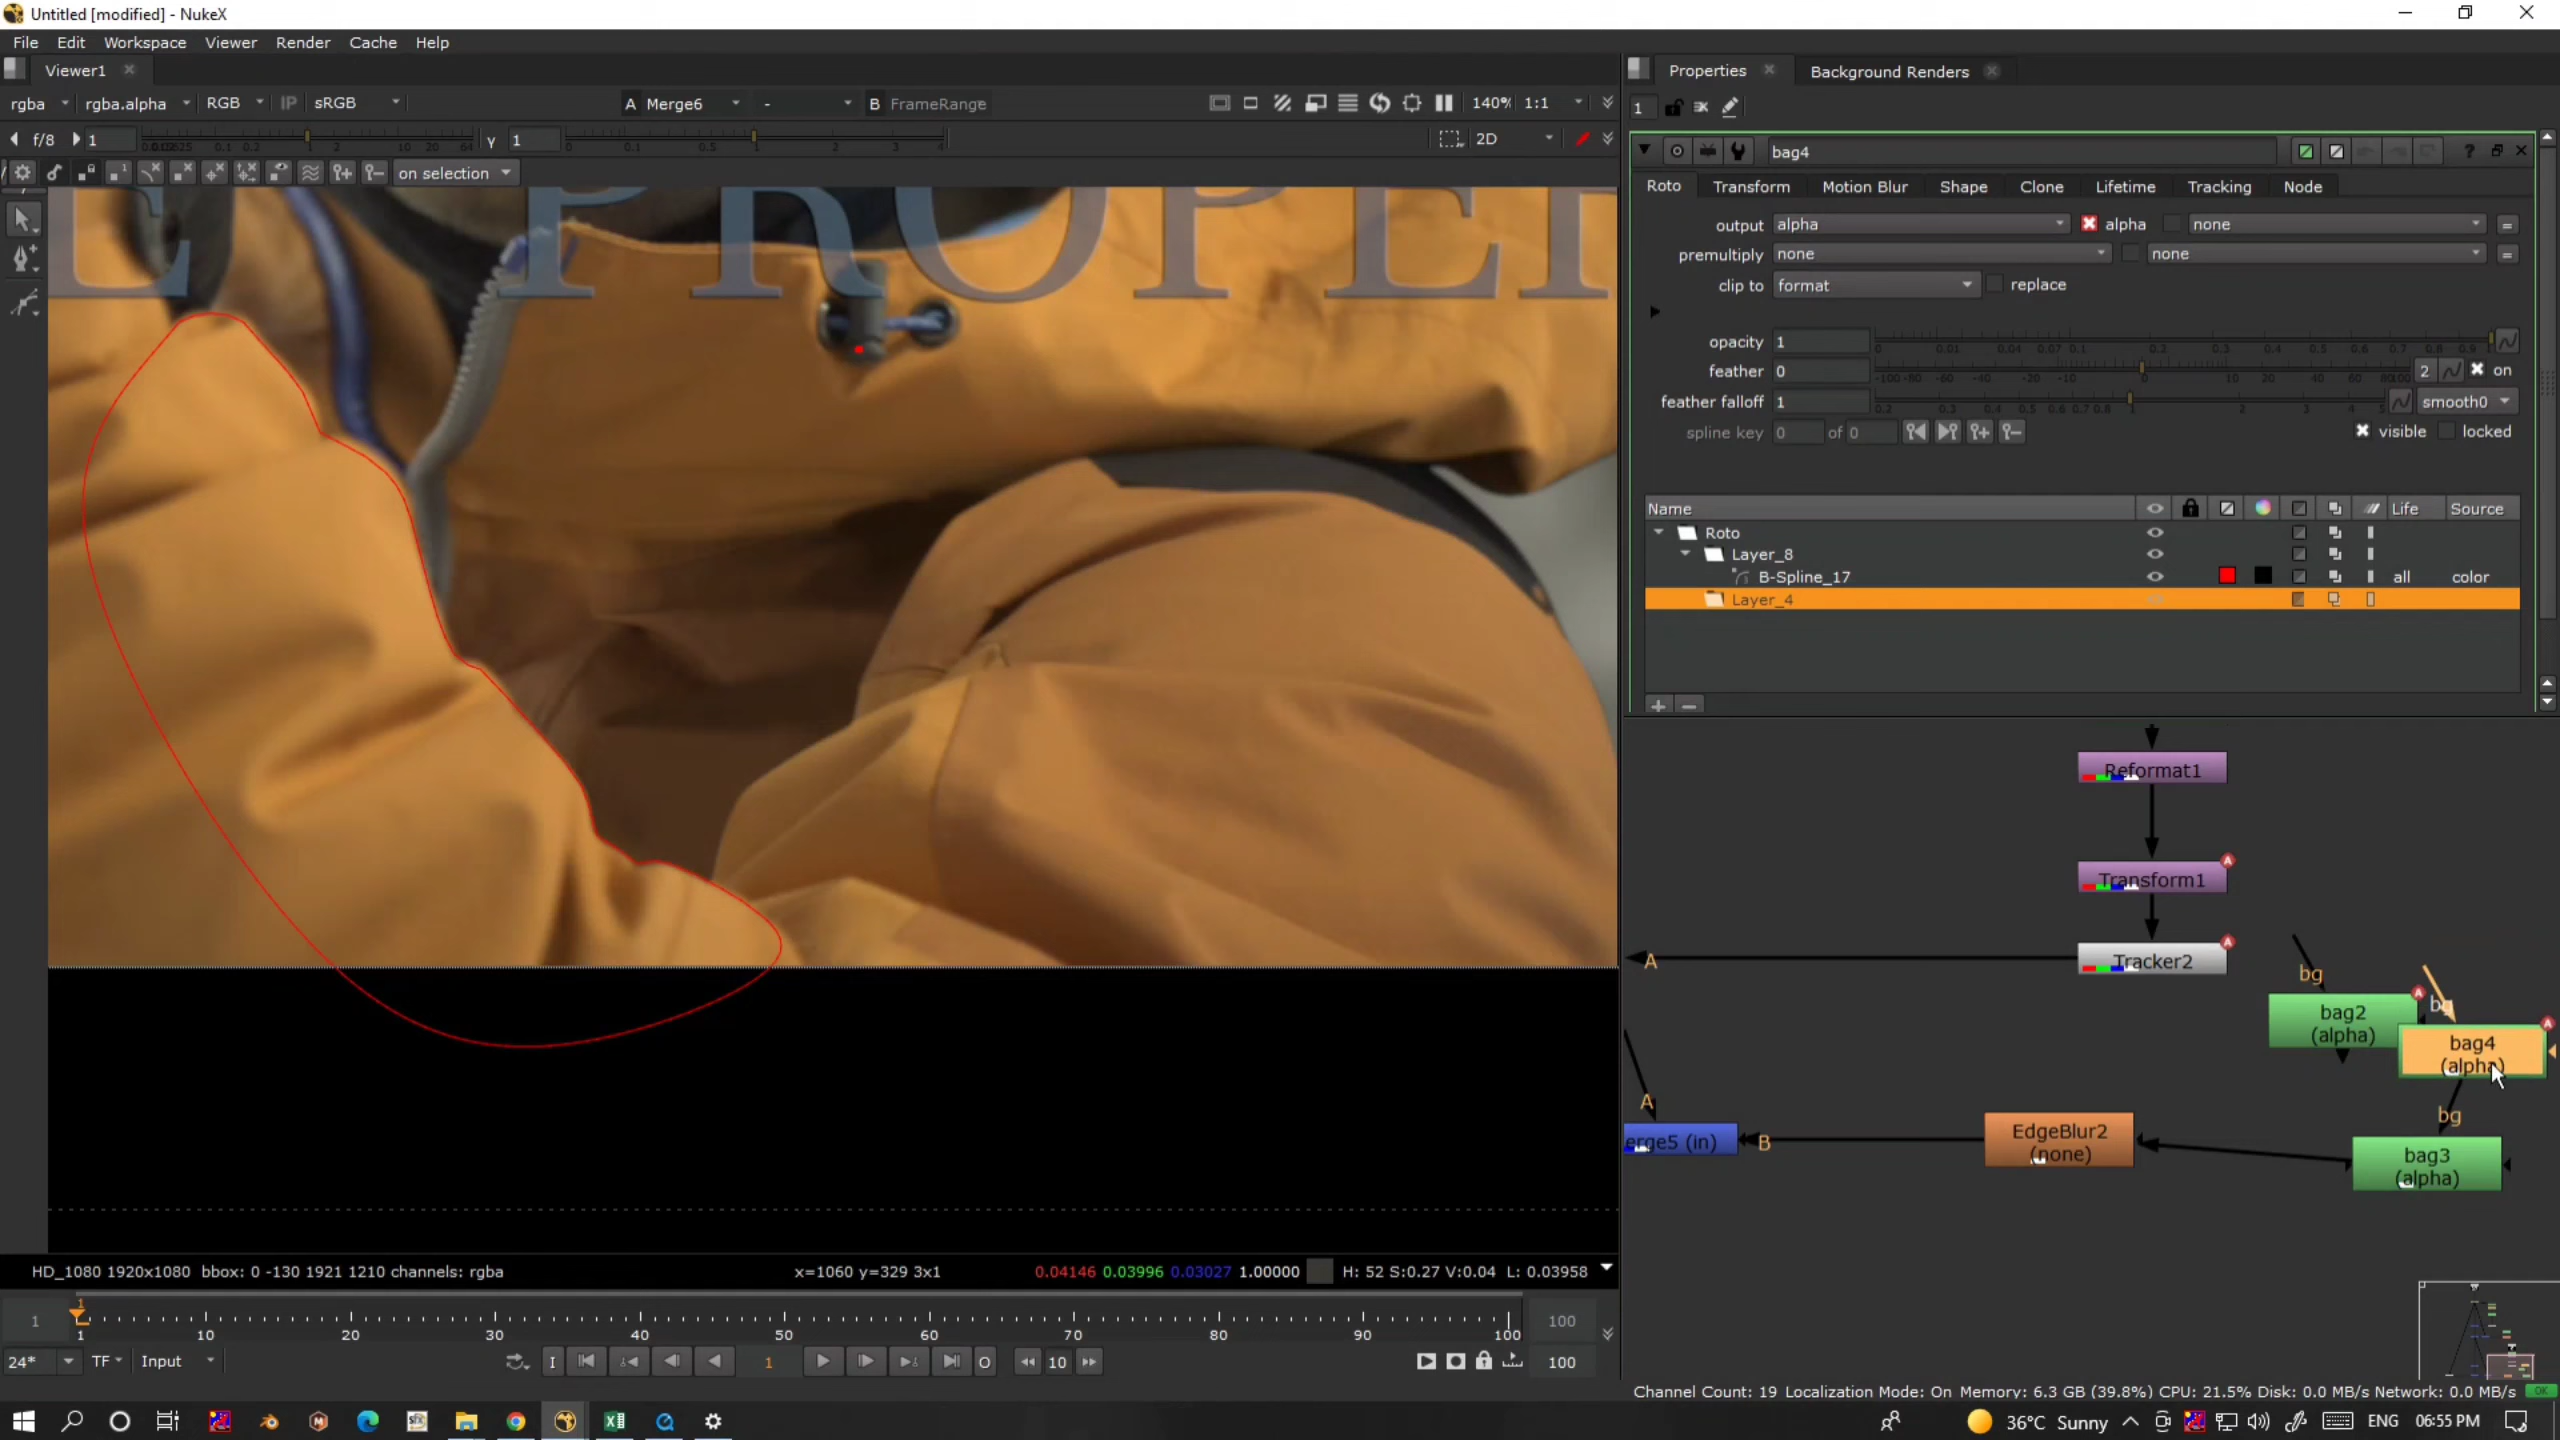 Untitled [modified] - NukeX
File Edit Workspace Viewer Render Cache Help
Viewer1
rgba rgba.alpha RGB IP sRGB A Merge6 - B FrameRange 140% 1:1
f/8 1 Y 1 2D
on selection
E PROPE
HD_1080 1920x1080 bbox: 0 -130 1921 1210 channels: rgba x=1060 y=329 3x1 0.04146 0.03996 0.03027 1.00000 H: 52 S:0.27 V:0.04 L: 0.03958
1 1 100
1 10 20 30 40 50 60 70 80 90 100
24* TF Input I 1 O 10 100
Properties Background Renders
1
bag4
Roto Transform Motion Blur Shape Clone Lifetime Tracking Node
output alpha alpha none =
premultiply none none =
clip to format replace
opacity 1
feather 0 2 on
feather falloff 1 smooth0
spline key 0 of 0 visible locked
Name Life Source
Roto
Layer_8
B-Spline_17 all color
Layer_4
Reformat1
Transform1
A Tracker2
bg
bag2
(alpha)
bg
bag4
(alpha)
A
erge5 (in) B
EdgeBlur2
(none)
bg
bag3
(alpha)
Channel Count: 19 Localization Mode: On Memory: 6.3 GB (39.8%) CPU: 21.5% Disk: 0.0 MB/s Network: 0.0 MB/s OK
36°C Sunny ENG 06:55 PM